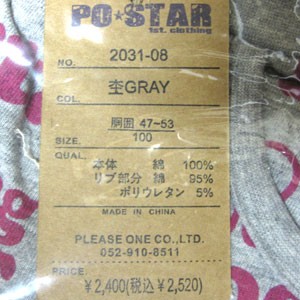 PO★STAR
1st. clothing
NO. 2031-08
COL. 杢GRAY
胴囲 47~53
SIZE. 100
QUAL.
本体 綿 100%
リブ部分 綿 95%
ポリウレタン 5%
MADE IN CHINA
PLEASE ONE CO.,LTD.
052-910-8511
PRICE.
¥2,400(税込¥2,520)